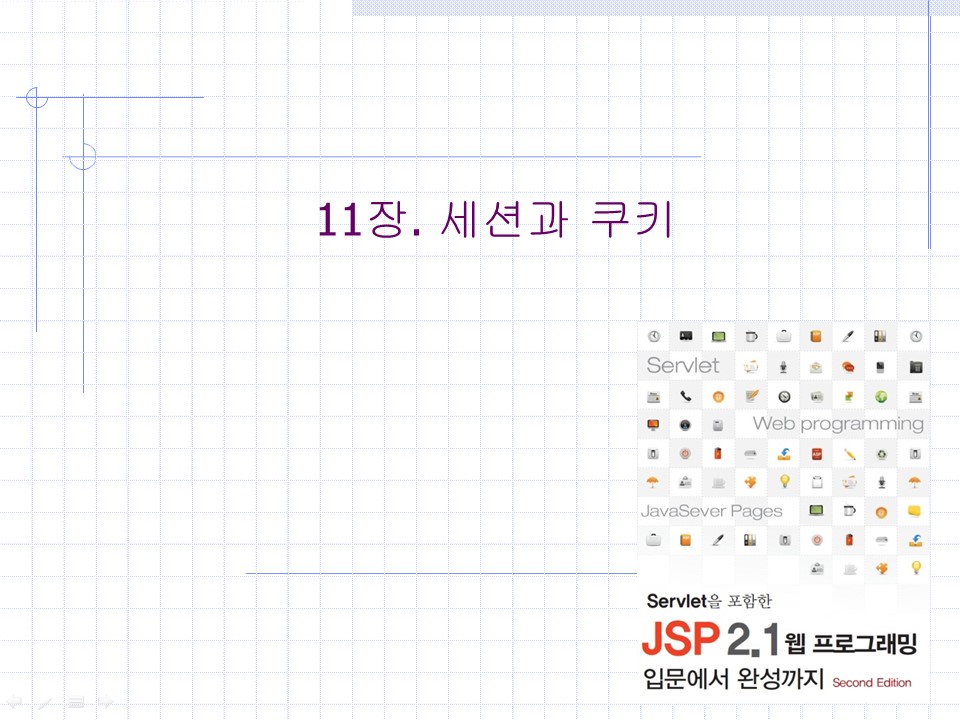 11장. 세션과 쿠키
Servlet
Web programming
JavaSever Pages
Servlet을 포함한
JSP 2.1 웹 프로그래밍
입문에서 완성까지 Second Edition